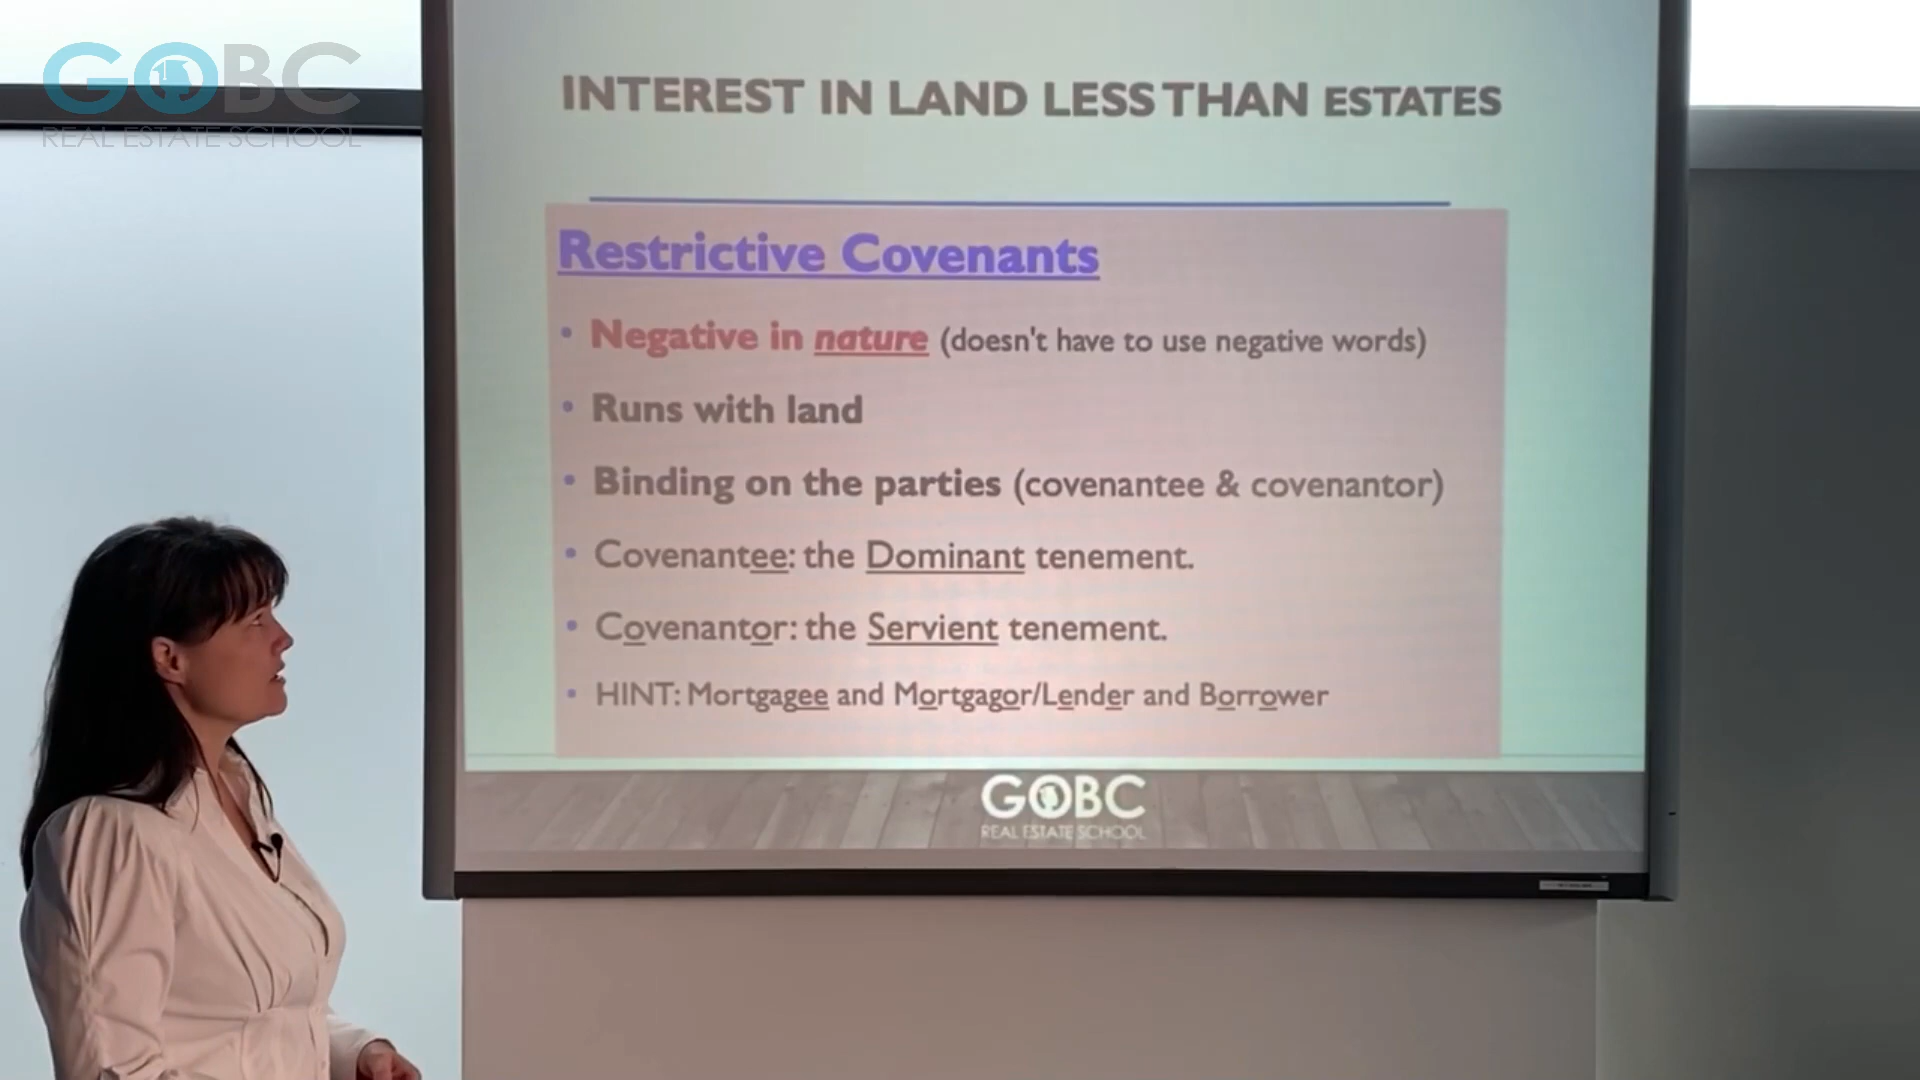 GOBC
REAL ESTATE SCHOOL
INTEREST IN LAND LESS THAN ESTATES
Restrictive Covenants
• Negative in nature (doesn't have to use negative words)
• Runs with land
• Binding on the parties (covenantee & covenantor)
• Covenantee: the Dominant tenement.
• Covenantor: the Servient tenement.
• HINT: Mortgagee and Mortgagor/Lender and Borrower
GOBC
REAL ESTATE SCHOOL